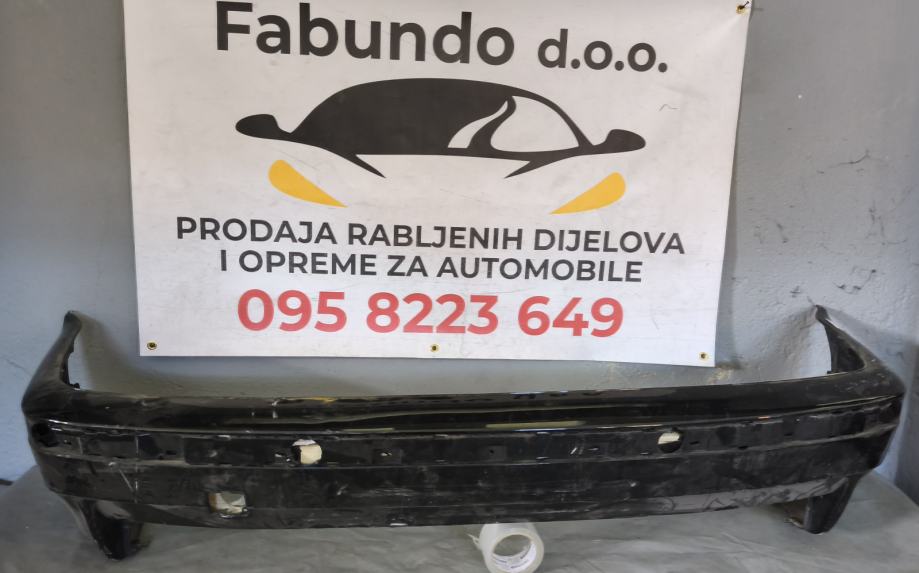 Fabundo d.o.o.
PRODAJA RABLJENIH DIJELOVA
I OPREME ZA AUTOMOBILE
095 8223 649